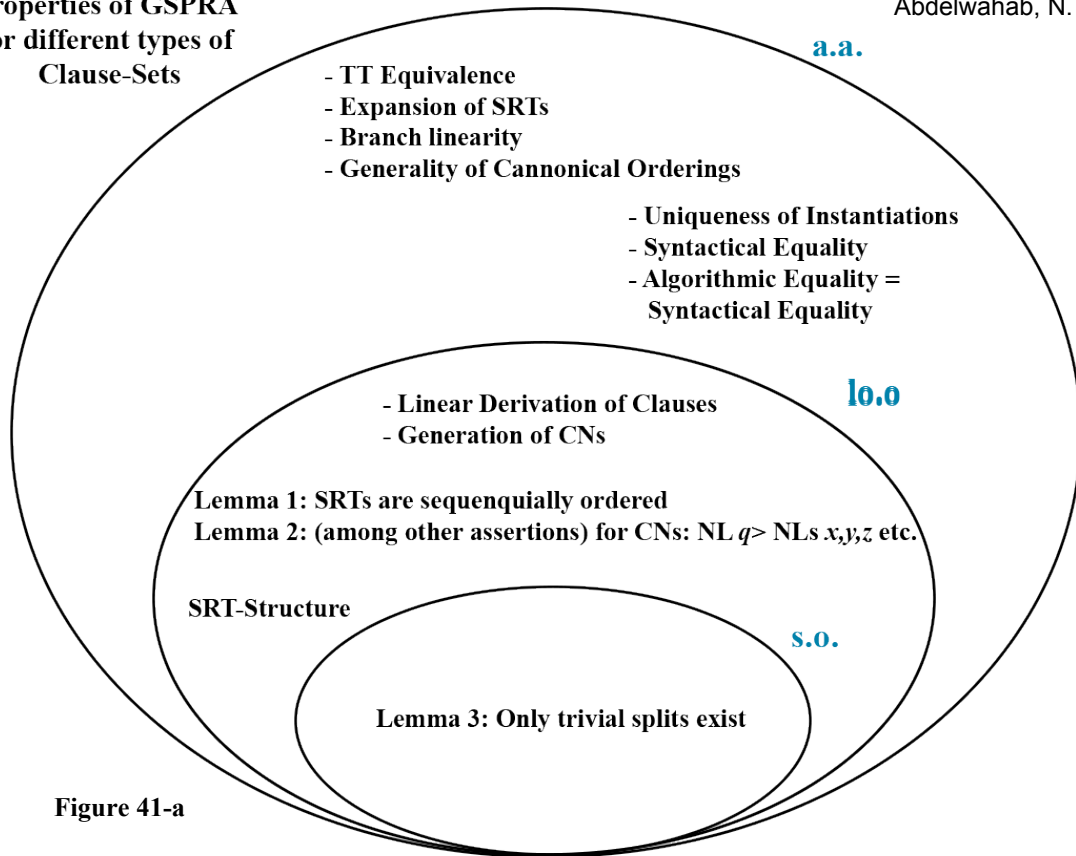 roperties of GSPRA
or different types of
Clause-Sets
Abdelwahab, N.
a.a.
- TT Equivalence
- Expansion of SRTs
- Branch linearity
- Generality of Cannonical Orderings
- Uniqueness of Instantiations
- Syntactical Equality
- Algorithmic Equality =
Syntactical Equality
lo.o
- Linear Derivation of Clauses
- Generation of CNs
Lemma 1: SRTs are sequenquially ordered
Lemma 2: (among other assertions) for CNs: NL q> NLs x,y,z etc.
SRT-Structure
s.o.
Lemma 3: Only trivial splits exist
Figure 41-a